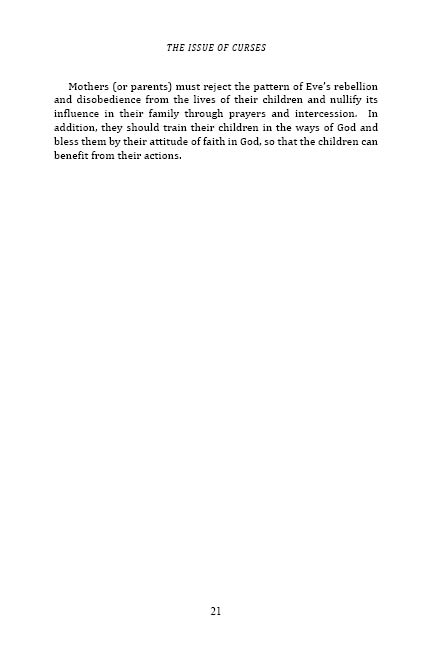 THE ISSUE OF CURSES
Mothers (or parents) must reject the pattern of Eve's rebellion
and disobedience from the lives of their children and nullify its
influence in their family through prayers and intercession.  In
addition, they should train their children in the ways of God and
bless them by their attitude of faith in God, so that the children can
benefit from their actions.
21